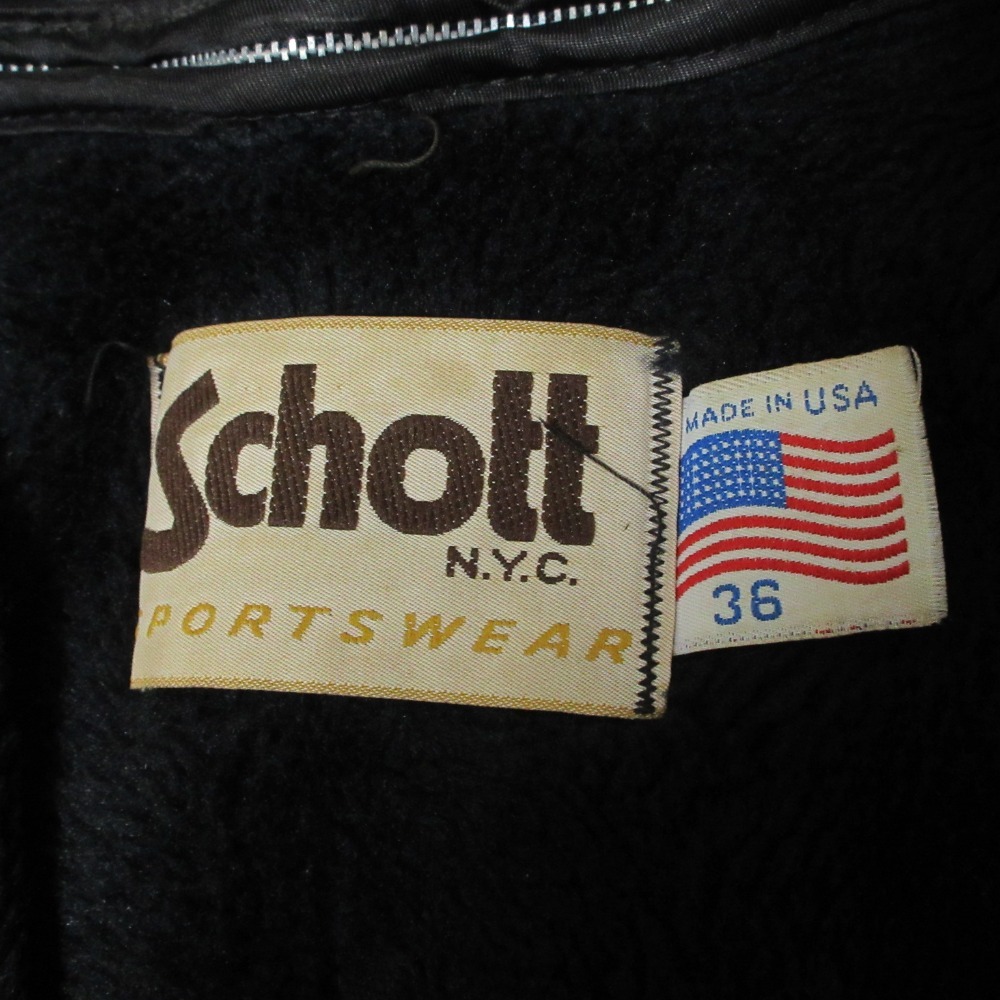 Schott
N.Y.C.
SPORTSWEAR
MADE IN USA
36